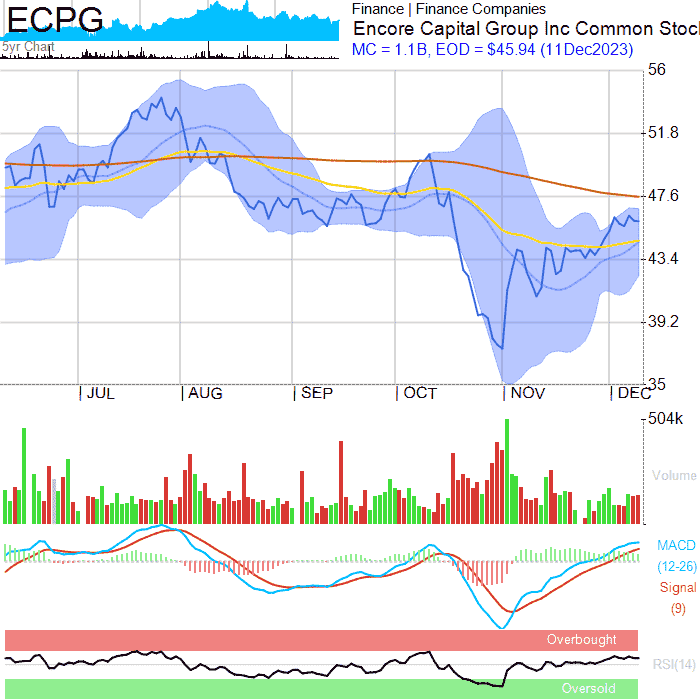 ECPG
5yr Chart
Finance | Finance Companies
Encore Capital Group Inc Common Stoc
MC = 1.1B, EOD = $45.94 (11Dec2023)
56
51.8
47.6
43.4
39.2
35
| JUL | AUG | SEP | OCT | NOV | DEC
504k
Volume
MACD
(12-26)
Signal
(9)
Overbought
RSI(14)
Oversold